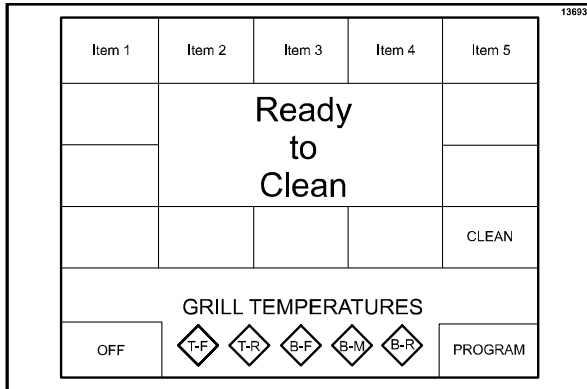 13693
Item 1 Item 2 Item 3 Item 4 Item 5
Ready
to
Clean
CLEAN
GRILL TEMPERATURES
OFF T-F T-R B-F B-M B-R PROGRAM